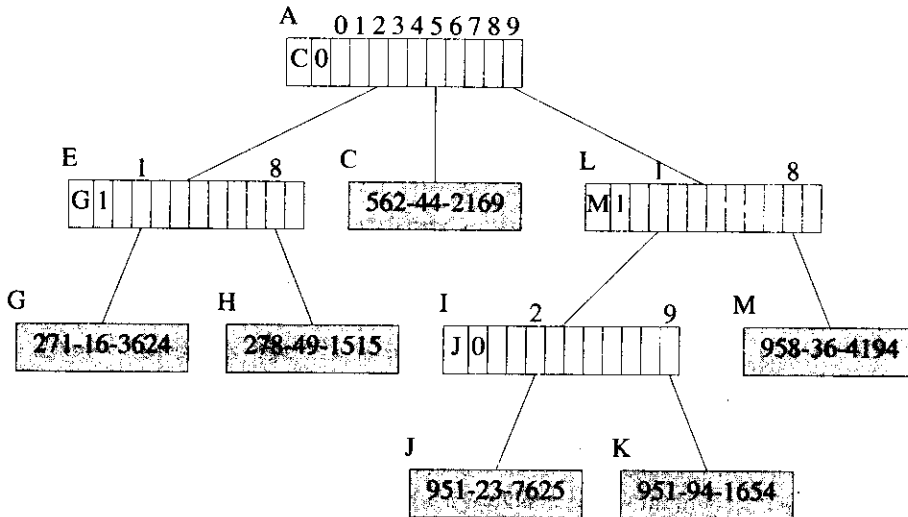 A 0 1 2 3 4 5 6 7 8 9
C 0
E 1 8
C
L 1 8
G 1
562-44-2169
M 1
G
H
I 2 9
M
271-16-3624
278-49-1515
J 0
958-36-4194
J
K
951-23-7625
951-94-1654